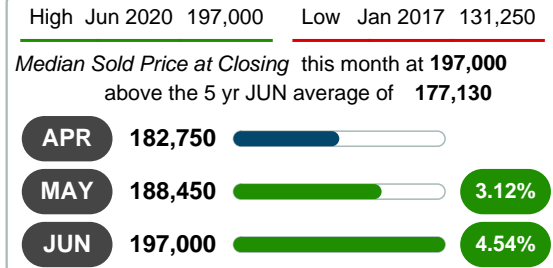 High Jun 2020 197,000 Low Jan 2017 131,250
Median Sold Price at Closing this month at 197,000
above the 5 yr JUN average of 177,130
APR 182,750
MAY 188,450 3.12%
JUN 197,000 4.54%